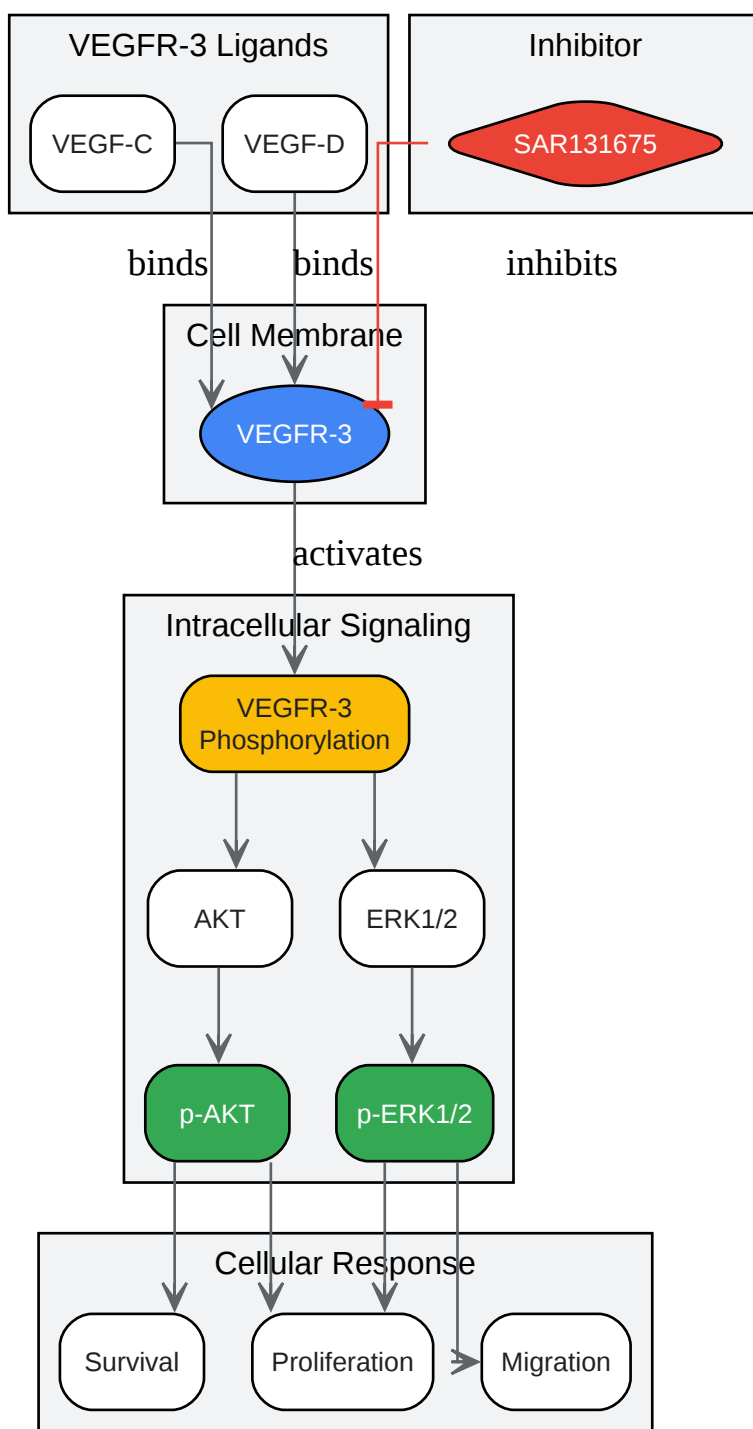 VEGFR-3 Ligands
Inhibitor
VEGF-C
VEGF-D
SAR131675
binds
binds
inhibits
Cell Membrane
VEGFR-3
activates
Intracellular Signaling
VEGFR-3
Phosphorylation
AKT
ERK1/2
p-AKT
p-ERK1/2
Cellular Response
Survival
Proliferation
Migration